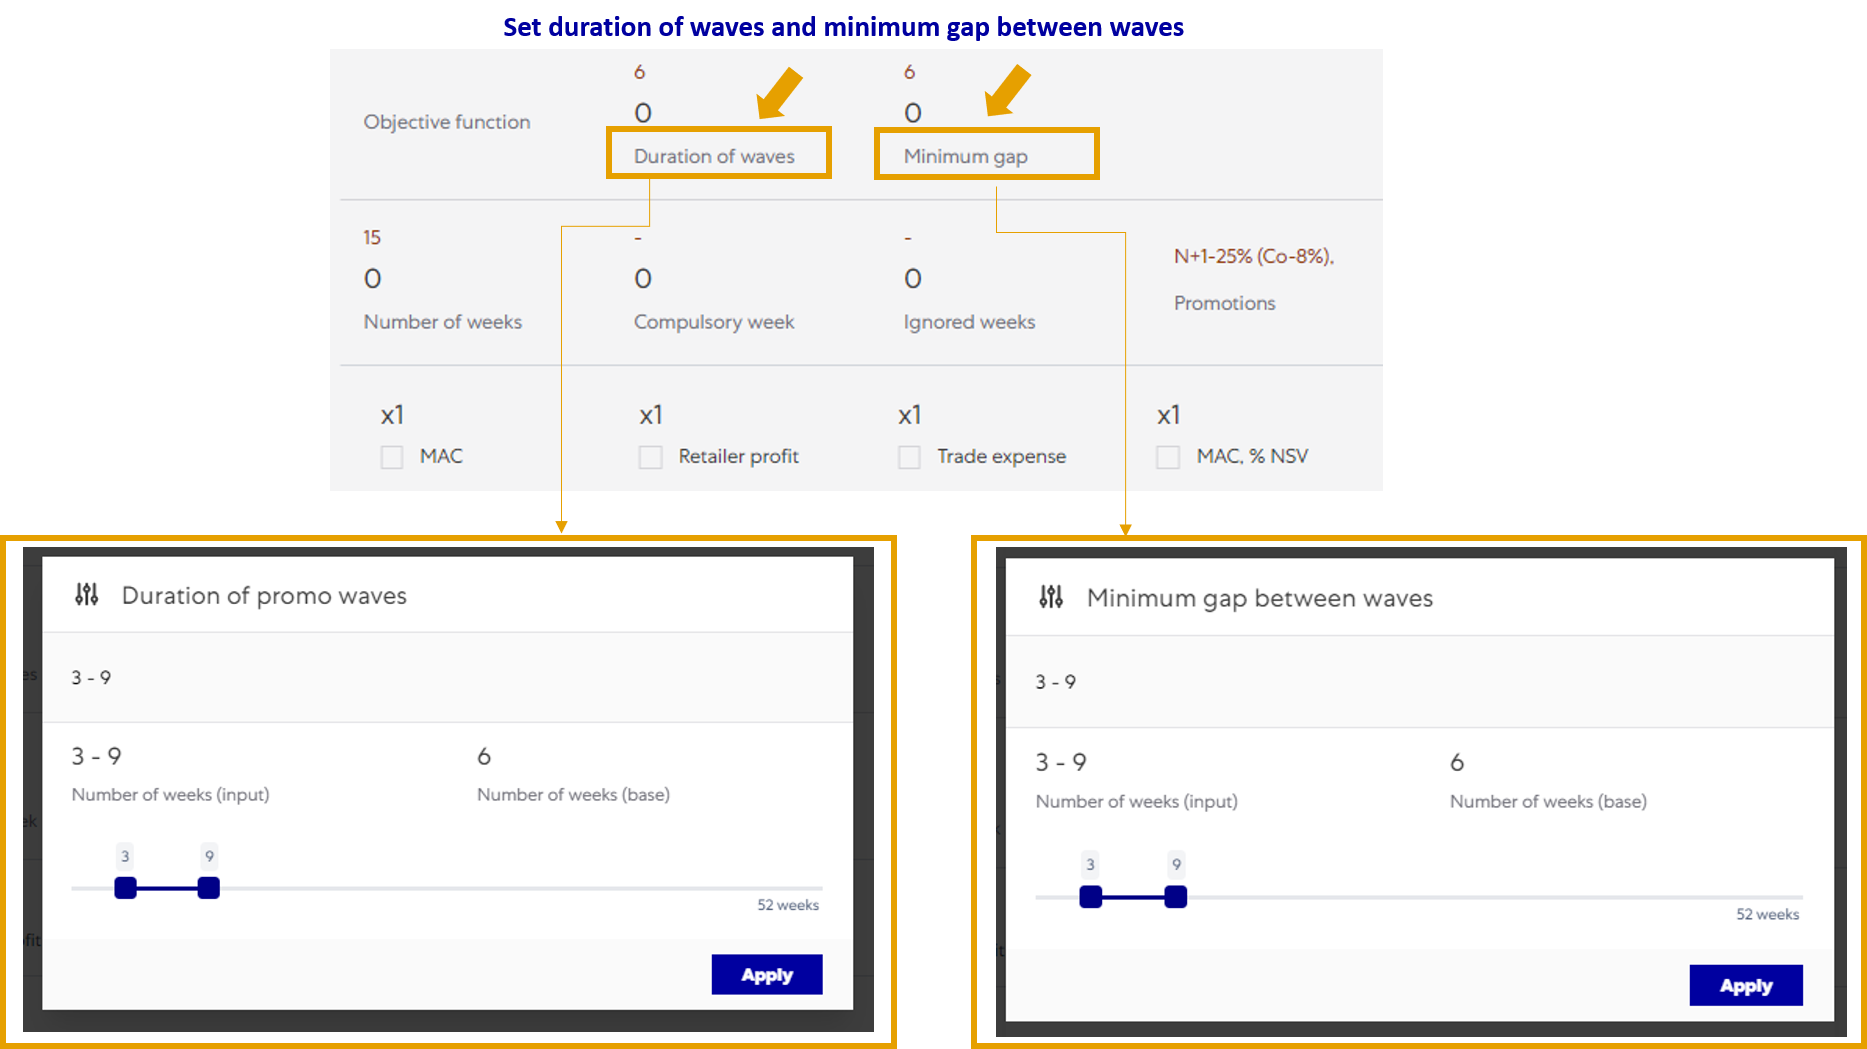 Set duration of waves and minimum gap between waves
6 6
Objective function 0 0
Duration of waves Minimum gap
15 - - N+1-25% (Co-8%),
0 0 0 Promotions
Number of weeks Compulsory week Ignored weeks
x1 x1 x1 x1
MAC Retailer profit Trade expense MAC, % NSV
Duration of promo waves
3 - 9
3 - 9 6
Number of weeks (input) Number of weeks (base)
3 9
52 weeks
Apply
Minimum gap between waves
3 - 9
3 - 9 6
Number of weeks (input) Number of weeks (base)
3 9
52 weeks
Apply